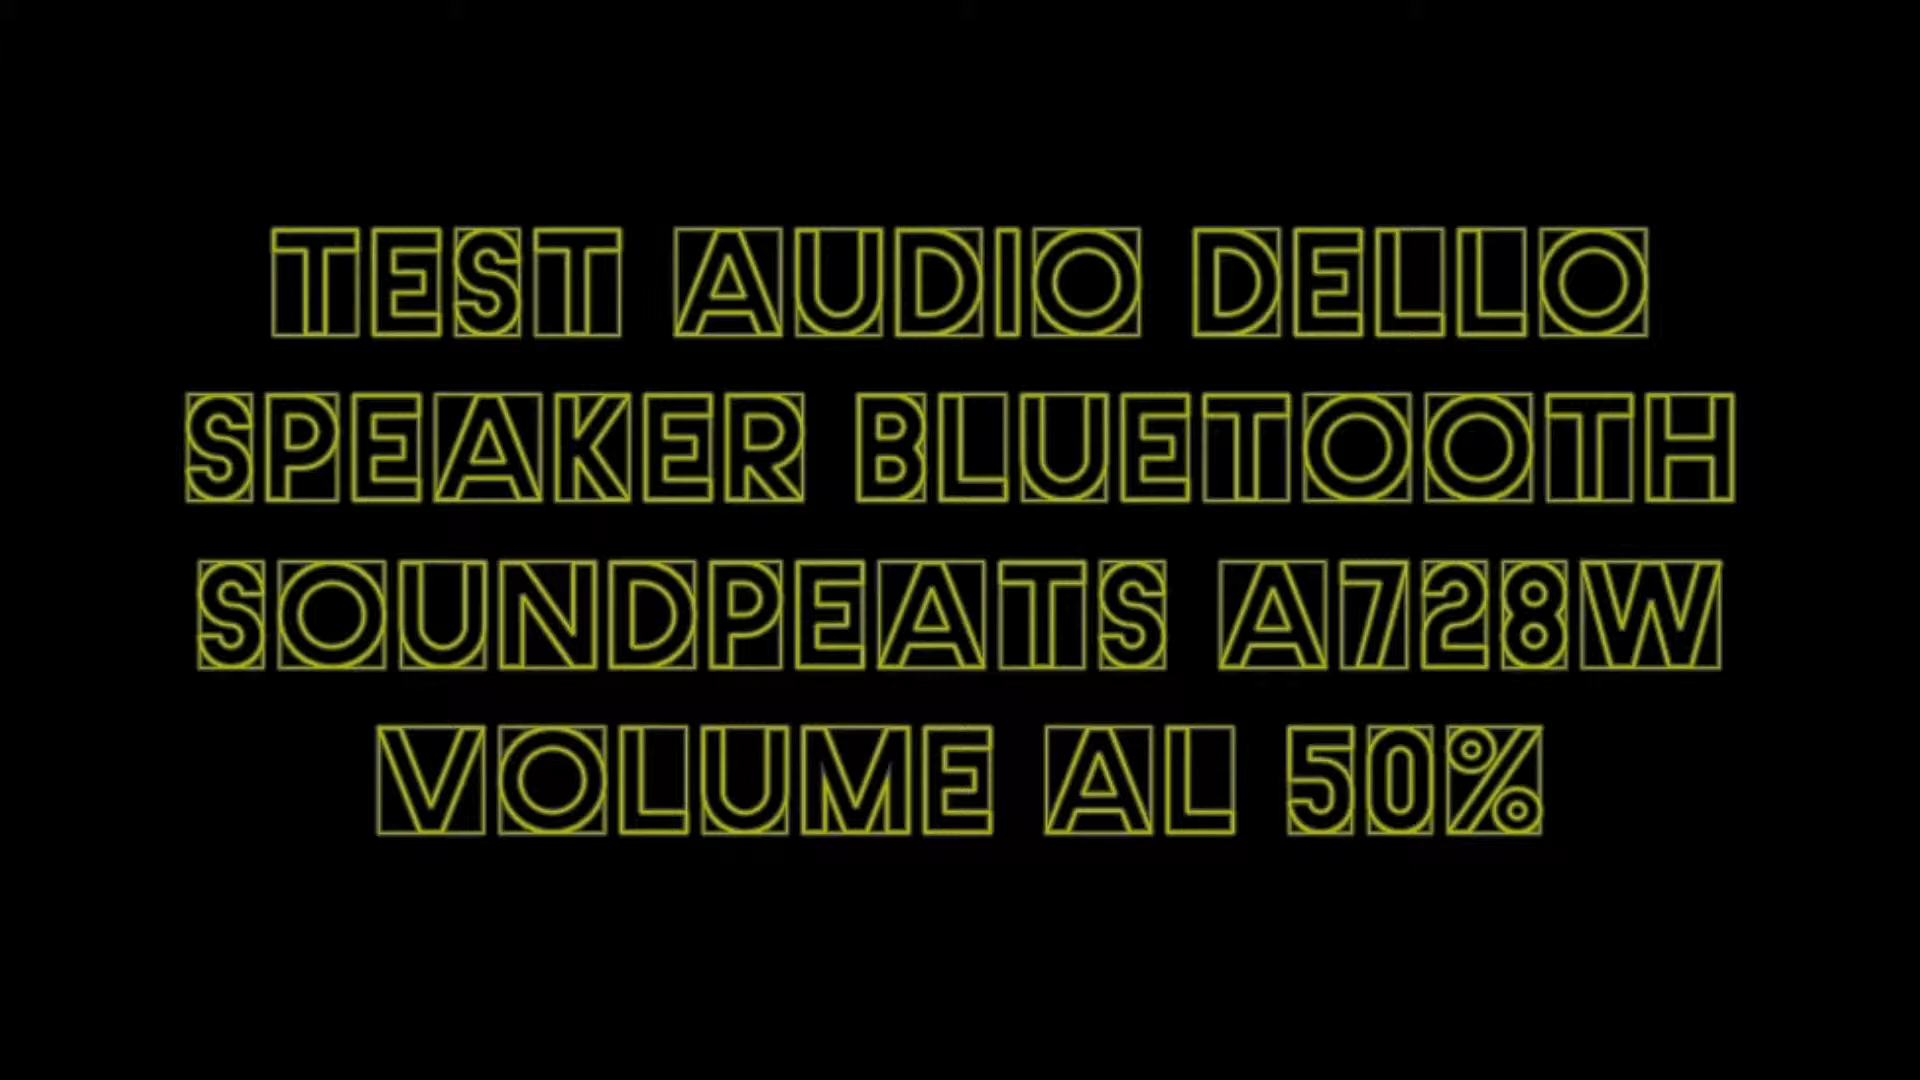 TEST AUDIO DELLO
SPEAKER BLUETOOTH
SOUNDPEATS A728W
VOLUME AL 50%